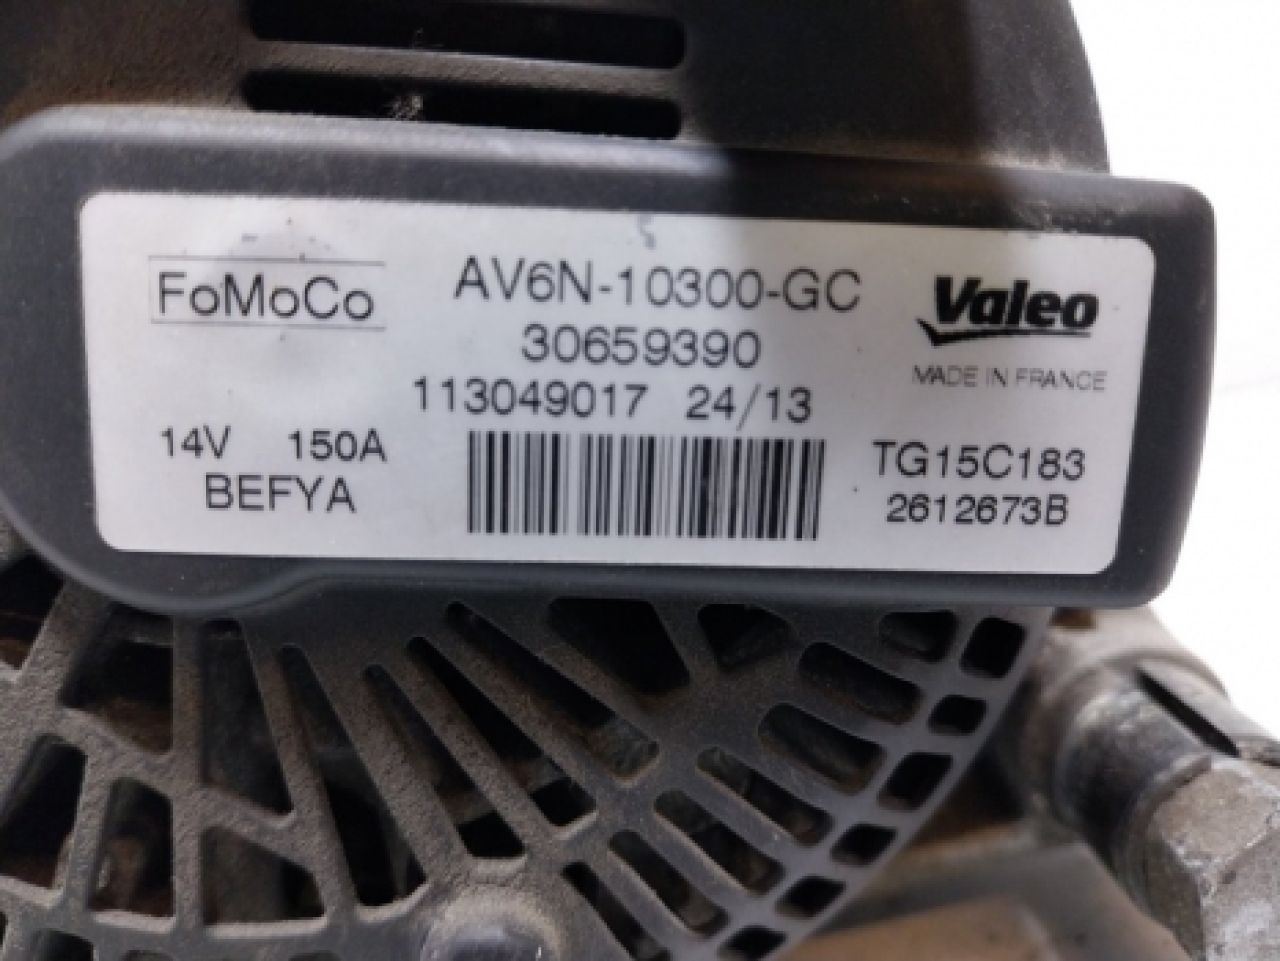 FoMoCo
AV6N-10300-GC
30659390
113049017 24/13
14V 150A
BEFYA
Valeo
MADE IN FRANCE
TG15C183
2612673B